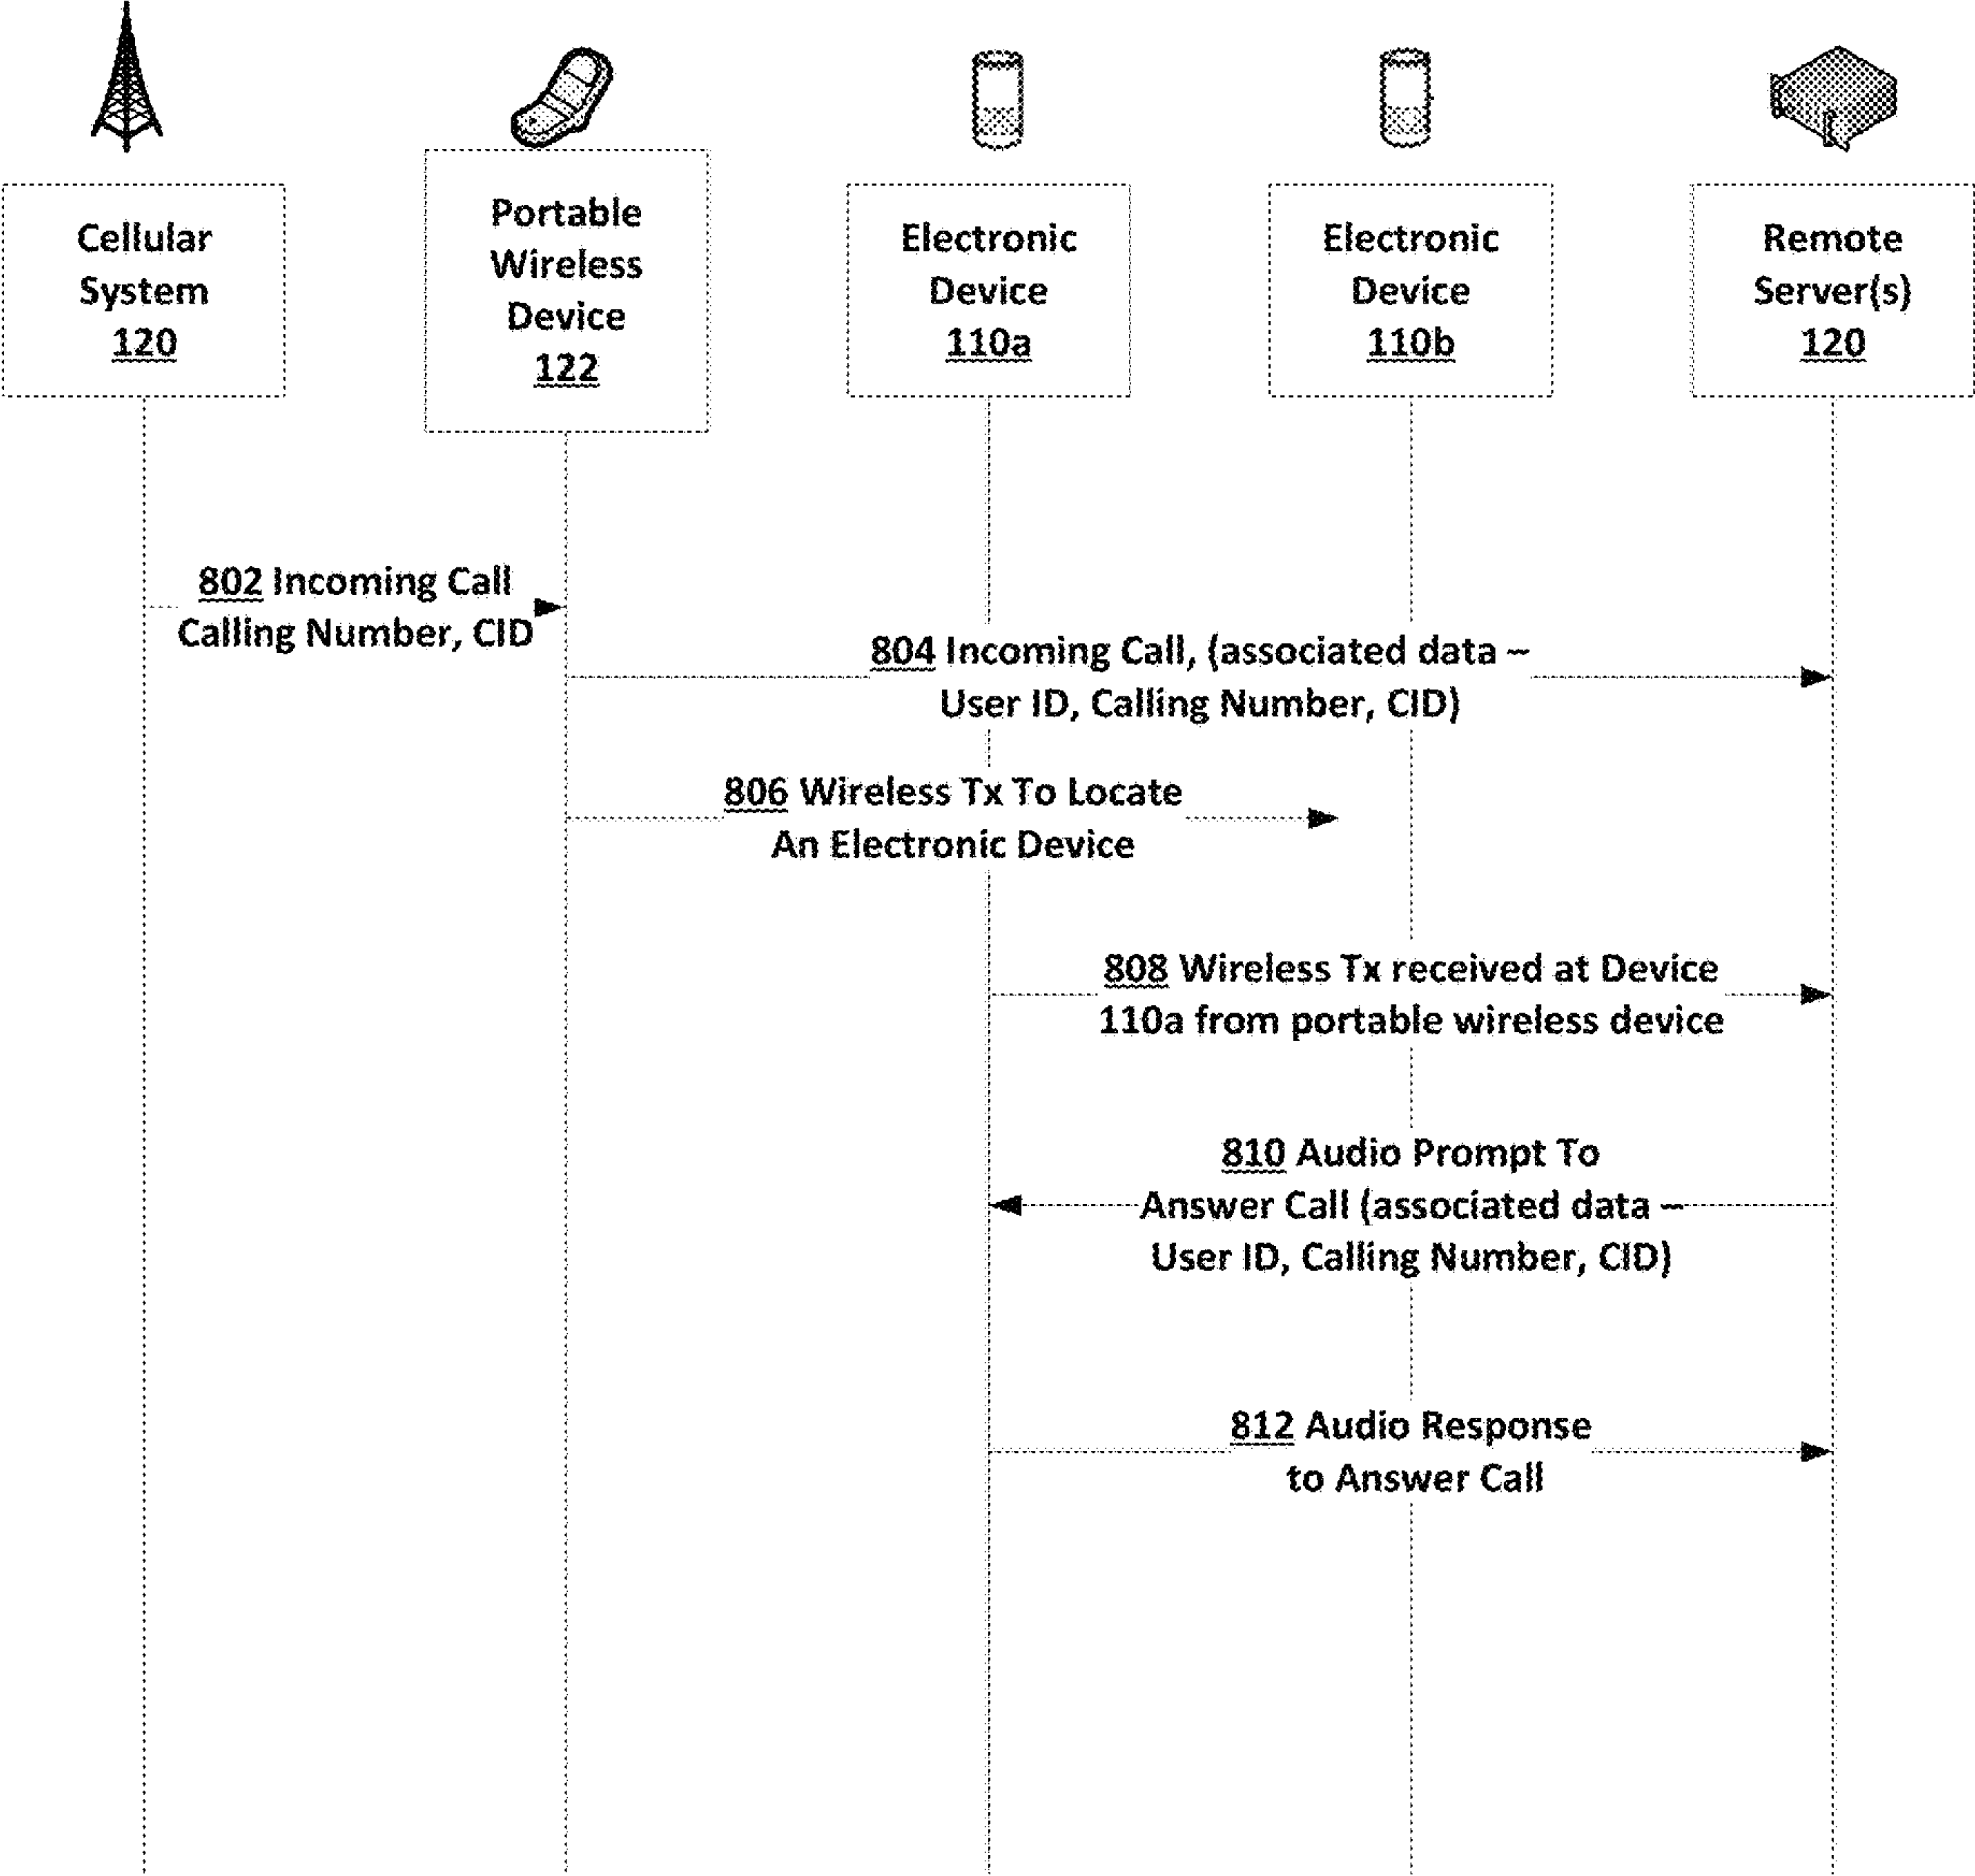 Cellular
System
120
Portable
Wireless
Device
122
Electronic
Device
110a
Electronic
Device
110b
Remote
Server(s)
120
802 Incoming Call
Calling Number, CID
804 Incoming Call, (associated data –
User ID, Calling Number, CID)
806 Wireless Tx To Locate
An Electronic Device
808 Wireless Tx received at Device
110a from portable wireless device
810 Audio Prompt To
Answer Call (associated data –
User ID, Calling Number, CID)
812 Audio Response
to Answer Call